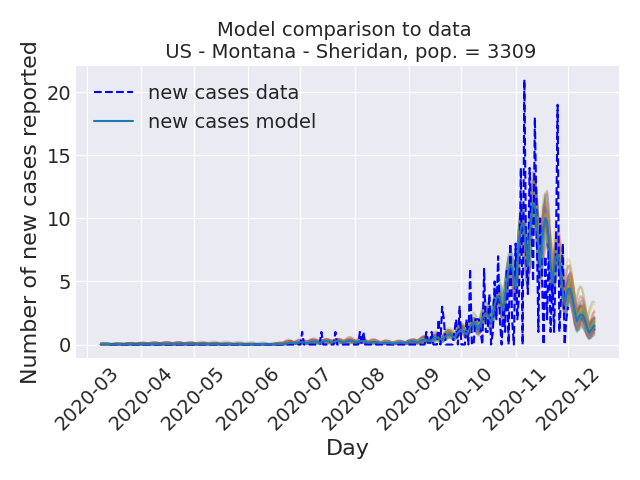 Model comparison to data
US - Montana - Sheridan, pop. = 3309
Number of new cases reported
20
15
10
5
0
new cases data
new cases model
2020-03
2020-04
2020-05
2020-06
2020-07
2020-08
2020-09
2020-10
2020-11
2020-12
Day